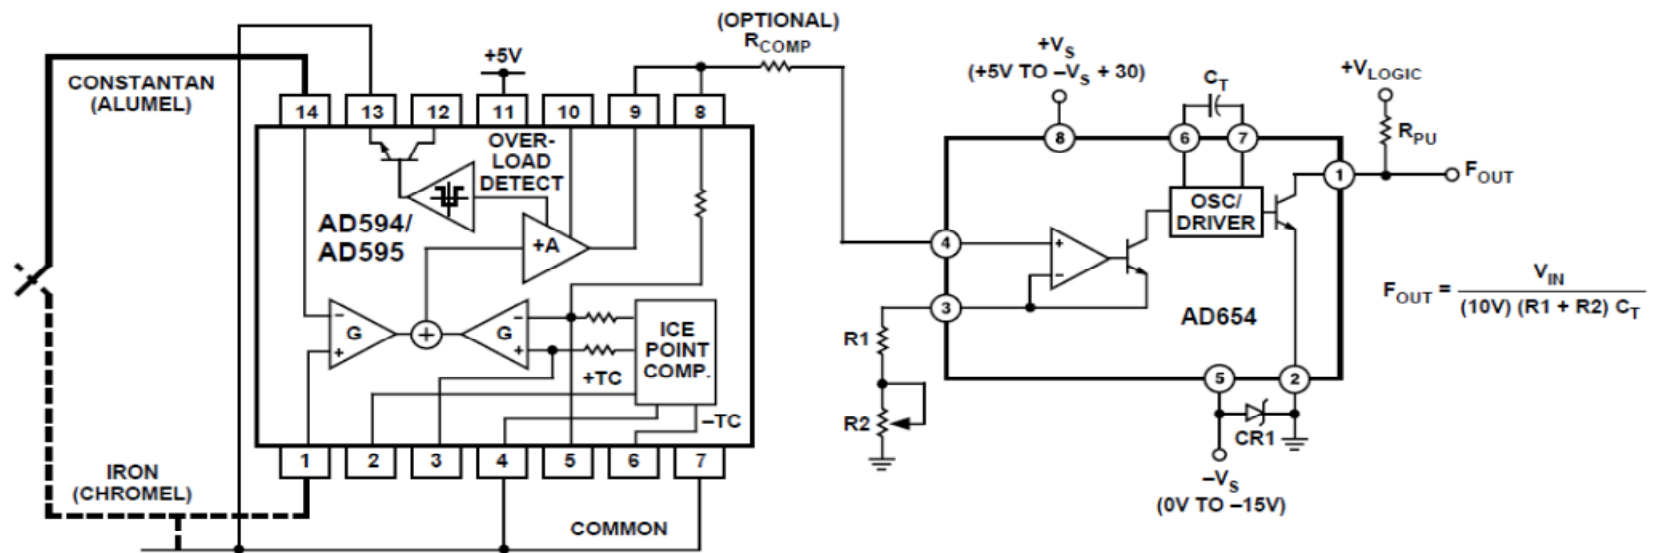 (OPTIONAL)
RCOMP
CONSTANTAN
(ALUMEL)
+5V
14
13
12
11
10
9
8
OVER-
LOAD
DETECT
AD594/
AD595
+A
G
+
G
−
+
−
+
ICE
POINT
COMP.
+TC
−TC
1
2
3
4
5
6
7
IRON
(CHROMEL)
COMMON
+VS
(+5V TO −VS + 30)
CT
+VLOGIC
RPU
8
6
7
1
FOUT
OSC/
DRIVER
4
+
−
3
AD654
R1
R2
5
2
CR1
−VS
(0V TO −15V)
FOUT = VIN
(10V) (R1 + R2) CT